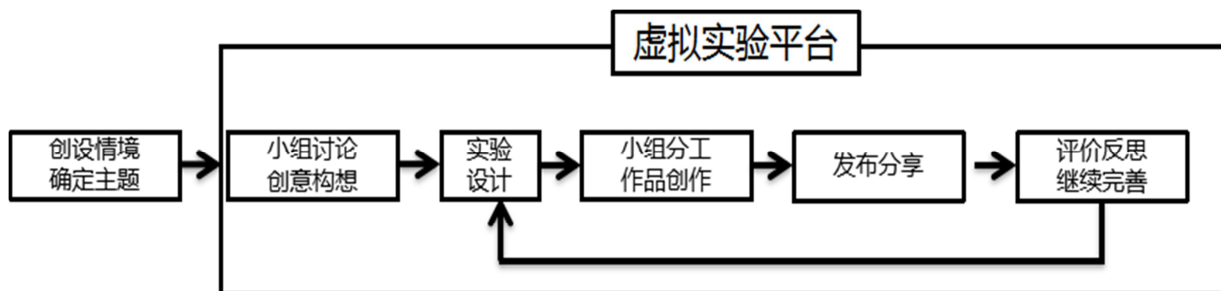 虚拟实验平台
创设情境
确定主题
小组讨论
创意构想
实验
设计
小组分工
作品创作
发布分享
评价反思
继续完善